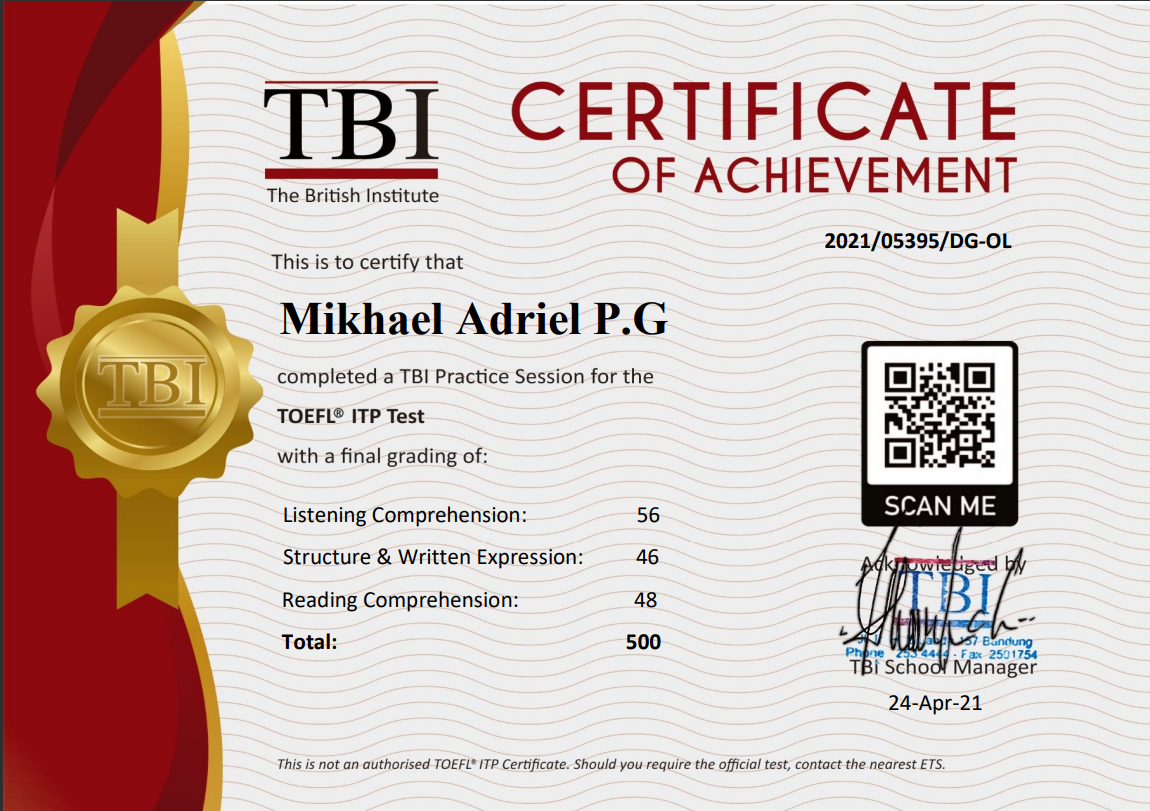 TBI
The British Institute
CERTIFICATE
OF ACHIEVEMENT
2021/05395/DG-OL
This is to certify that
Mikhael Adriel P.G
completed a TBI Practice Session for the
TOEFL® ITP Test
with a final grading of:
TBI
Listening Comprehension: 56
Structure & Written Expression: 46
Reading Comprehension: 48
Total: 500
SCAN ME
Acknowledged by
TBI
Bandung
Phone Fax 2501754
TBI School Manager
24-Apr-21
This is not an authorised TOEFL® ITP Certificate. Should you require the official test, contact the nearest ETS.